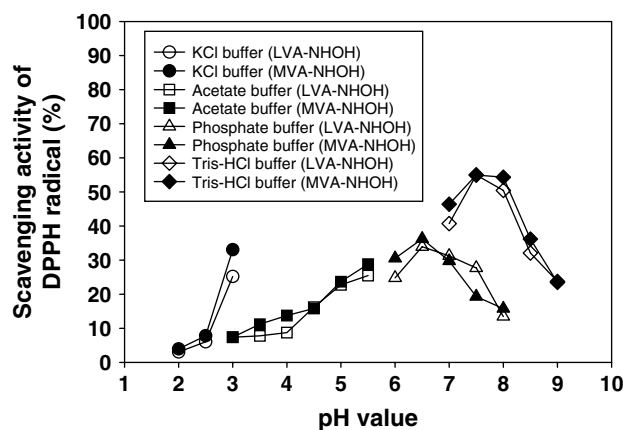 Scavenging activity of
DPPH radical (%)
100
90
80
70
60
50
40
30
20
10
0
KCl buffer (LVA-NHOH)
KCl buffer (MVA-NHOH)
Acetate buffer (LVA-NHOH)
Acetate buffer (MVA-NHOH)
Phosphate buffer (LVA-NHOH)
Phosphate buffer (MVA-NHOH)
Tris-HCl buffer (LVA-NHOH)
Tris-HCl buffer (MVA-NHOH)
1 2 3 4 5 6 7 8 9 10
pH value